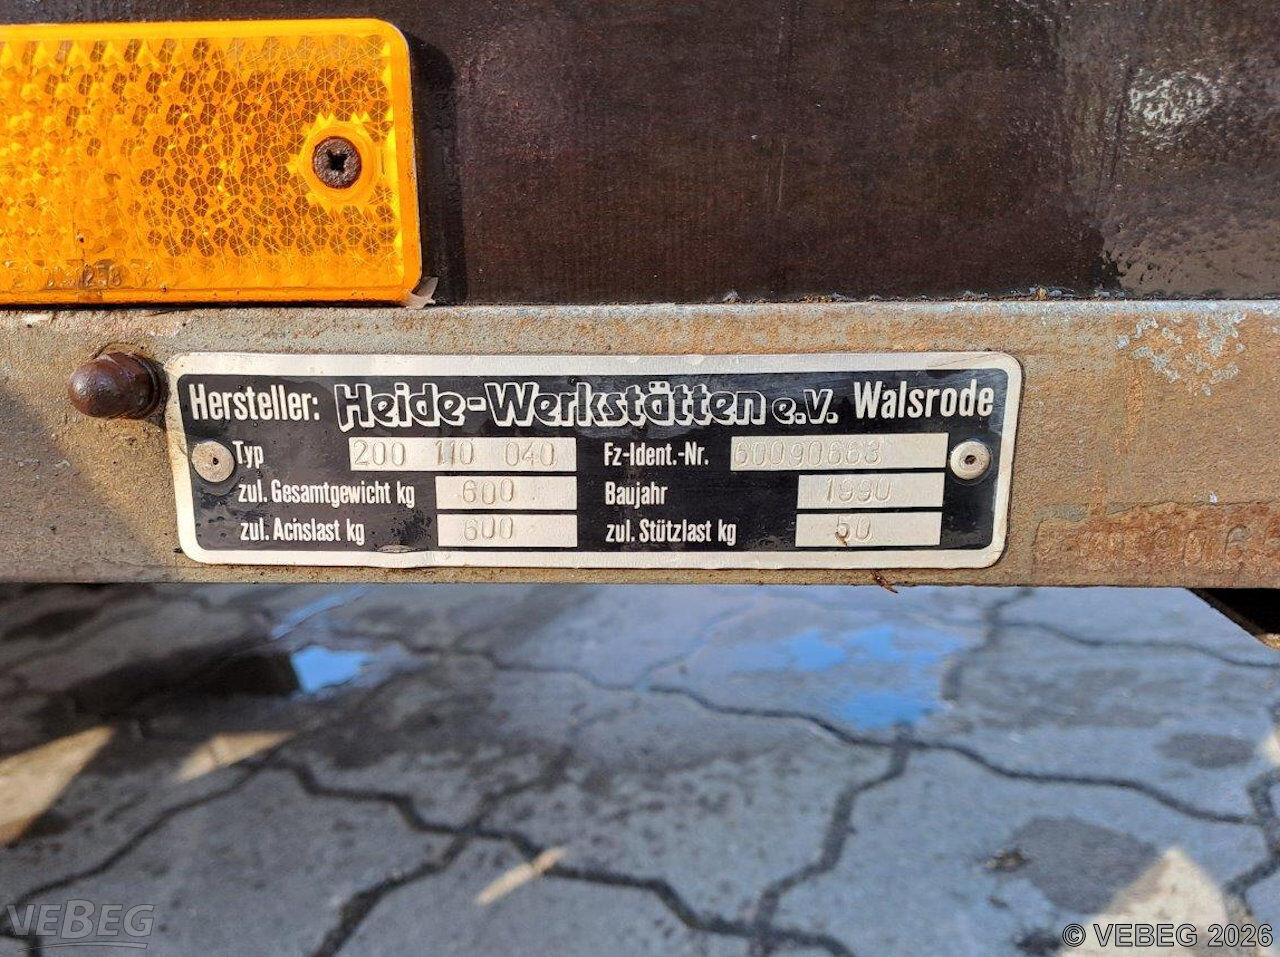 Hersteller: Heide-Werkstätten e.V. Walsrode
Typ 200 110 040 Fz-Ident.-Nr. 60090663
zul. Gesamtgewicht kg 600 Baujahr 1990
zul. Achslast kg 600 zul. Stützlast kg 50
VEBEG
© VEBEG 2026